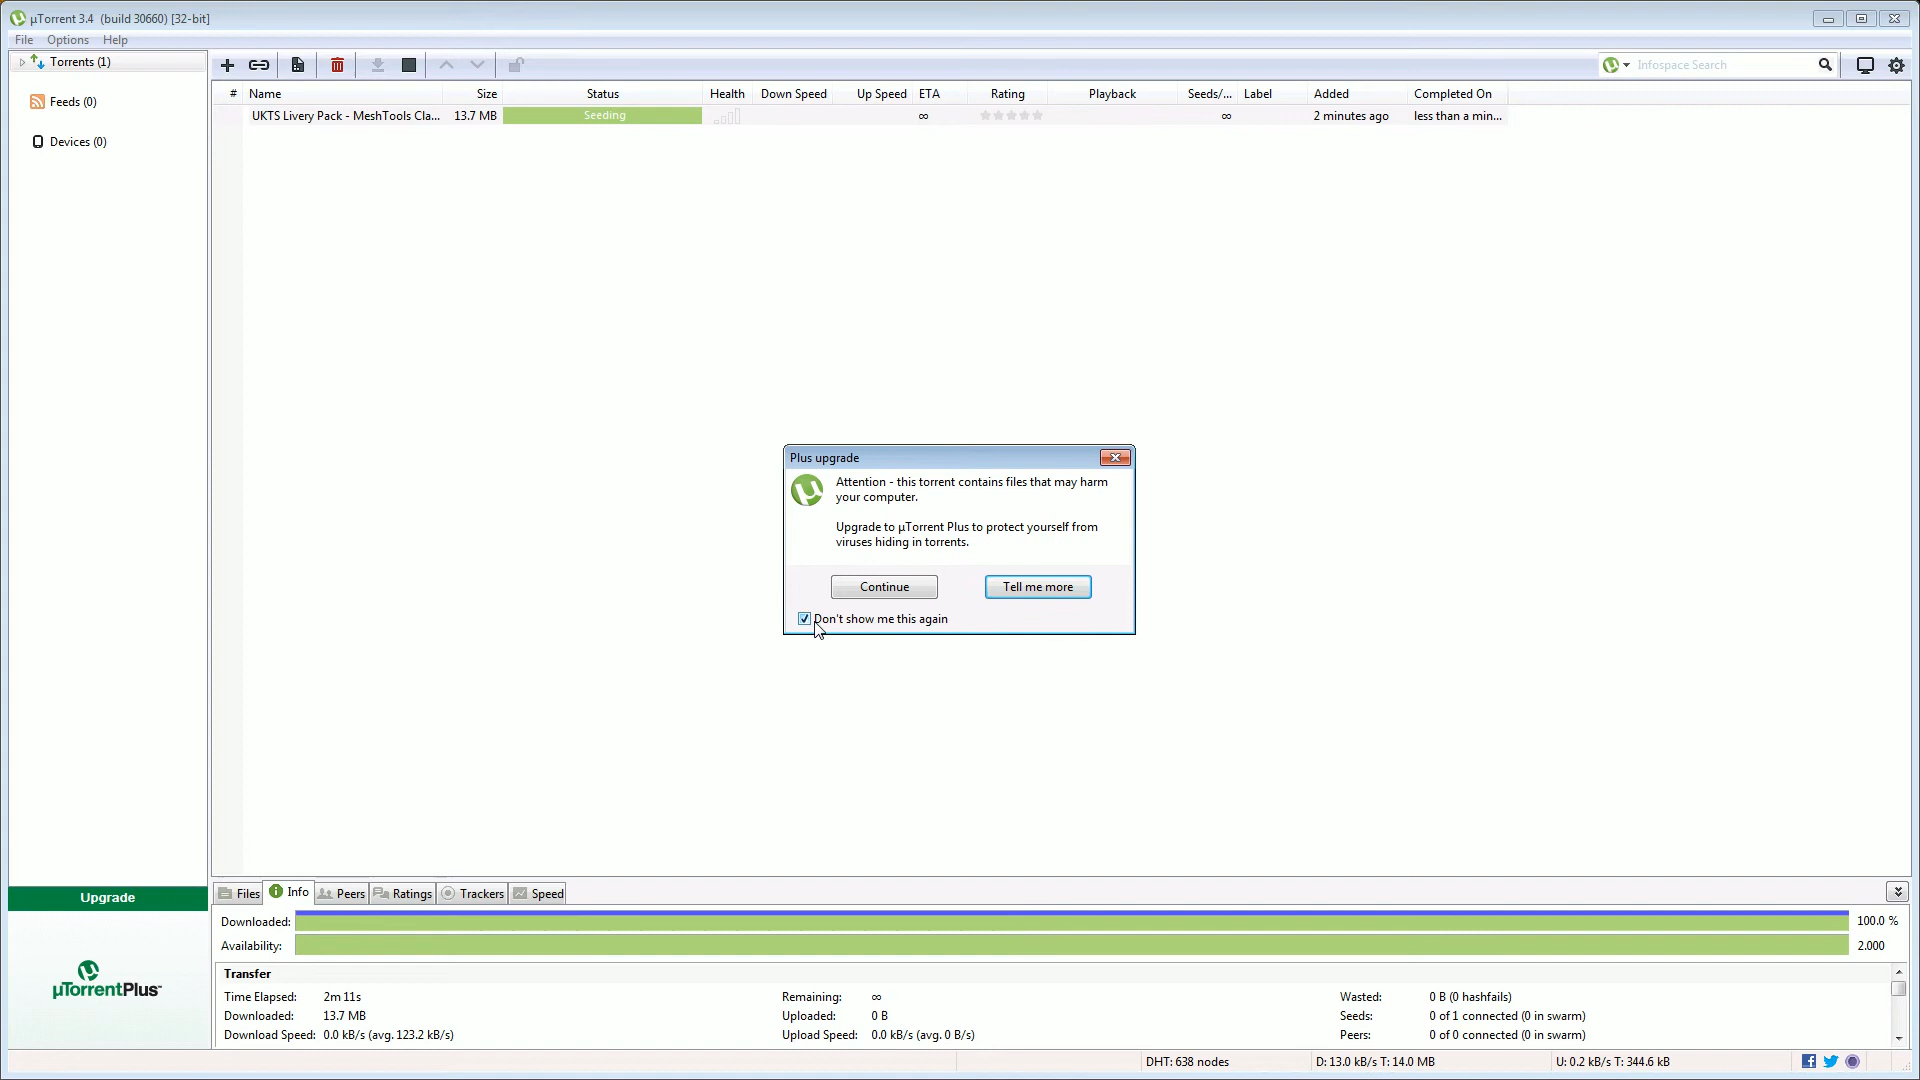 µTorrent 3.4 (build 30660) [32-bit]
File Options Help
Torrents (1)
Infospace Search
Feeds (0)
Devices (0)
# Name Size Status Health Down Speed Up Speed ETA Rating Playback Seeds/... Label Added Completed On
UKTS Livery Pack - MeshTools Cla... 13.7 MB Seeding ∞ ∞ 2 minutes ago less than a min...
Plus upgrade
Attention - this torrent contains files that may harm
your computer.
Upgrade to µTorrent Plus to protect yourself from
viruses hiding in torrents.
Continue Tell me more
Don't show me this again
Upgrade
µTorrentPlus™
Files Info Peers Ratings Trackers Speed
Downloaded: 100.0 %
Availability: 2.000
Transfer
Time Elapsed: 2m 11s Remaining: ∞ Wasted: 0 B (0 hashfails)
Downloaded: 13.7 MB Uploaded: 0 B Seeds: 0 of 1 connected (0 in swarm)
Download Speed: 0.0 kB/s (avg. 123.2 kB/s) Upload Speed: 0.0 kB/s (avg. 0 B/s) Peers: 0 of 0 connected (0 in swarm)
DHT: 638 nodes D: 13.0 kB/s T: 14.0 MB U: 0.2 kB/s T: 344.6 kB